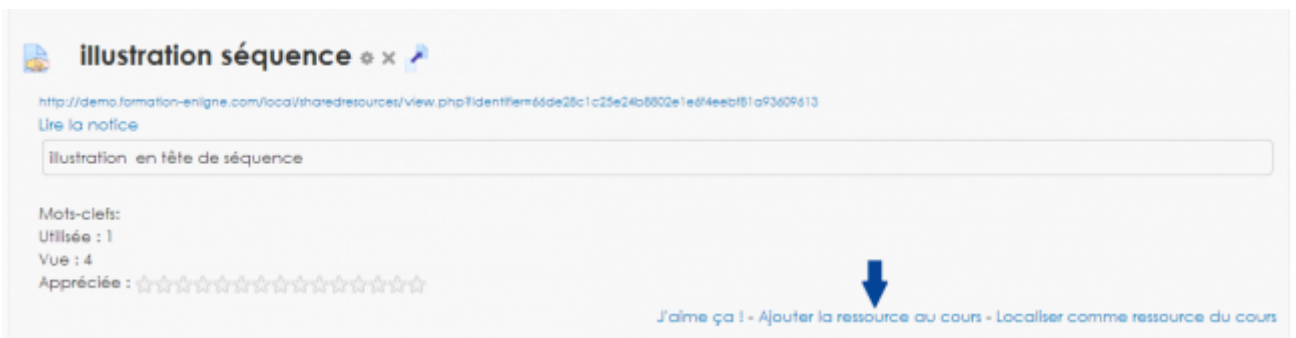 illustration séquence
http://demo.formation-enligne.com/local/sharedresources/view.php?identifier=66de28c1c25e24b8802e1e6f4eebf81a93609613
Lire la notice
illustration en tête de séquence
Mots-clefs:
Utilisée : 1
Vue : 4
Appréciée :
J'aime ça ! - Ajouter la ressource au cours - Localiser comme ressource du cours